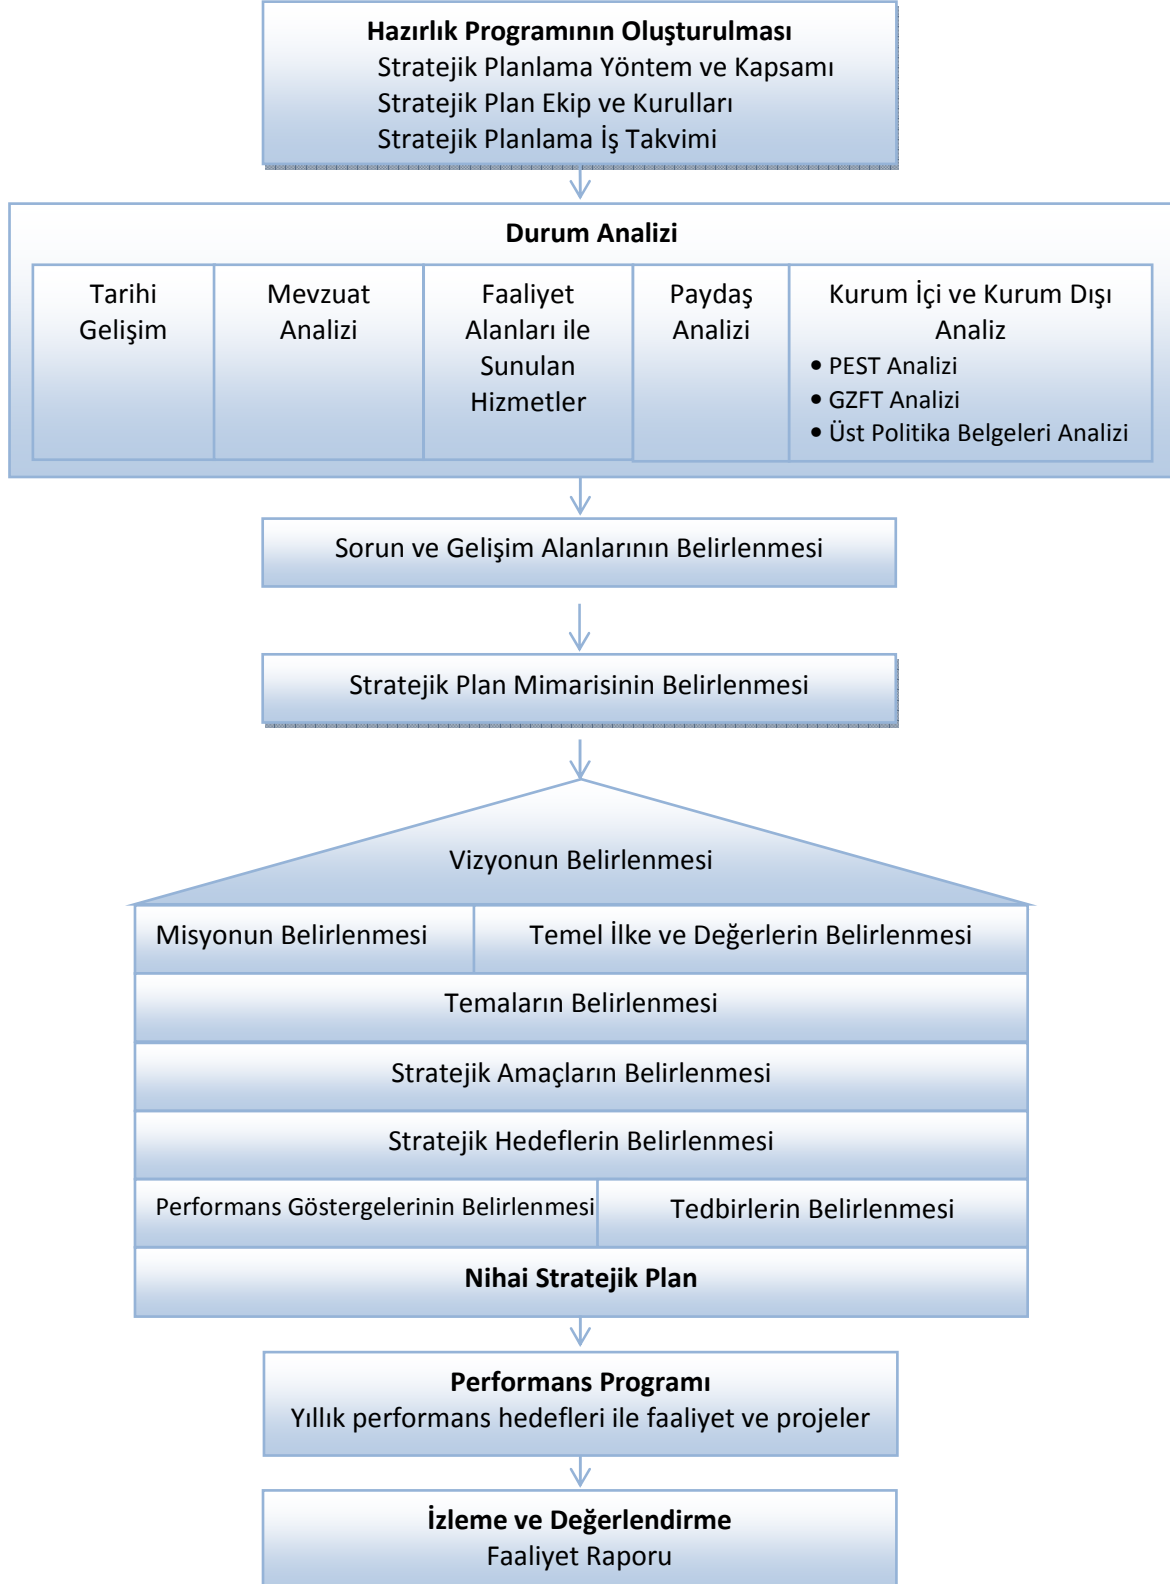 Hazırlık Programının Oluşturulması
Stratejik Planlama Yöntem ve Kapsamı
Stratejik Plan Ekip ve Kurulları
Stratejik Planlama İş Takvimi
Durum Analizi
Tarihi
Gelişim
Mevzuat
Analizi
Faaliyet
Alanları ile
Sunulan
Hizmetler
Paydaş
Analizi
Kurum İçi ve Kurum Dışı
Analiz
• PEST Analizi
• GZFT Analizi
• Üst Politika Belgeleri Analizi
Sorun ve Gelişim Alanlarının Belirlenmesi
Stratejik Plan Mimarisinin Belirlenmesi
Vizyonun Belirlenmesi
Misyonun Belirlenmesi
Temel İlke ve Değerlerin Belirlenmesi
Temaların Belirlenmesi
Stratejik Amaçların Belirlenmesi
Stratejik Hedeflerin Belirlenmesi
Performans Göstergelerinin Belirlenmesi
Tedbirlerin Belirlenmesi
Nihai Stratejik Plan
Performans Programı
Yıllık performans hedefleri ile faaliyet ve projeler
İzleme ve Değerlendirme
Faaliyet Raporu